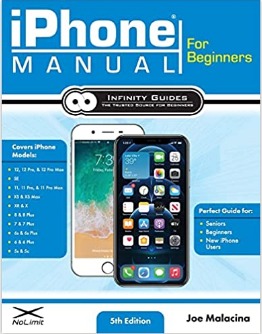 iPhone®
MANUAL
For
Beginners
INFINITY GUIDES
THE TRUSTED SOURCE FOR BEGINNERS
Covers iPhone
Models:
12, 12 Pro, & 12 Pro Max
SE
11, 11 Pro, & 11 Pro Max
XS & XS Max
XR & X
8 & 8 Plus
7 & 7 Plus
6s & 6s Plus
6 & 6 Plus
5s & 5c
Perfect Guide for:
Seniors
Beginners
New iPhone
Users
NoLimit
5th Edition
Joe Malacina